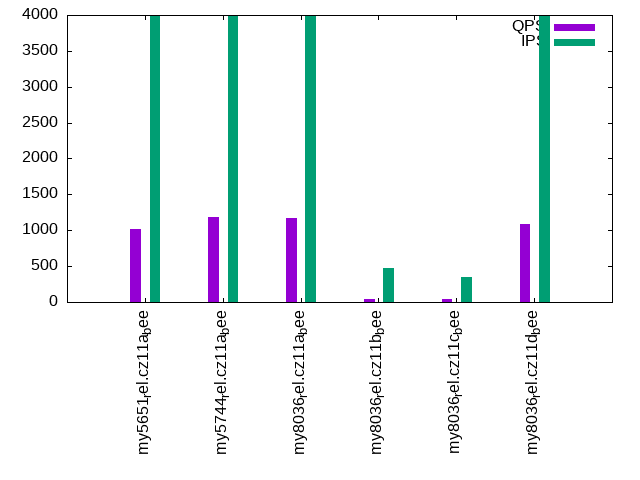 4000
3500
3000
2500
2000
1500
1000
500
0
QPS
IPS
my5651rel.cz11abee
my5744rel.cz11abee
my8036rel.cz11abee
my8036rel.cz11bbee
my8036rel.cz11cbee
my8036rel.cz11dbee